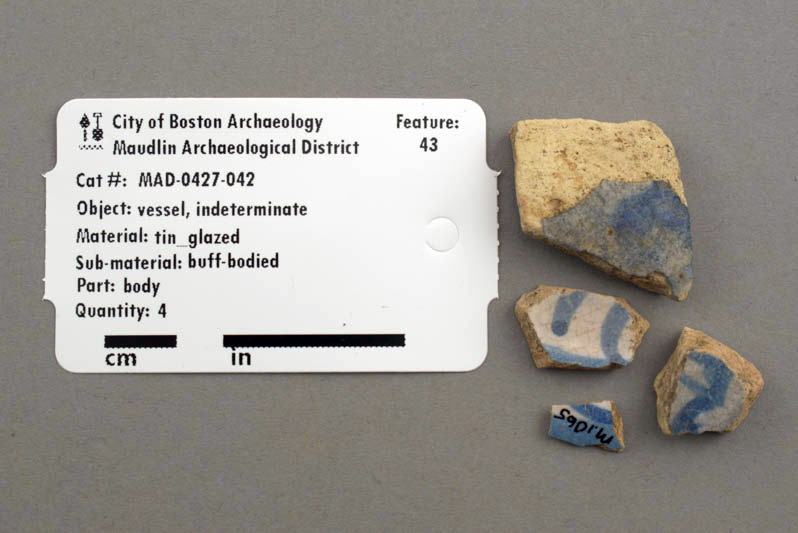 City of Boston Archaeology
Maudlin Archaeological District
Feature:
43
Cat #: MAD-0427-042
Object: vessel, indeterminate
Material: tin_glazed
Sub-material: buff-bodied
Part: body
Quantity: 4
cm
in
M.1065